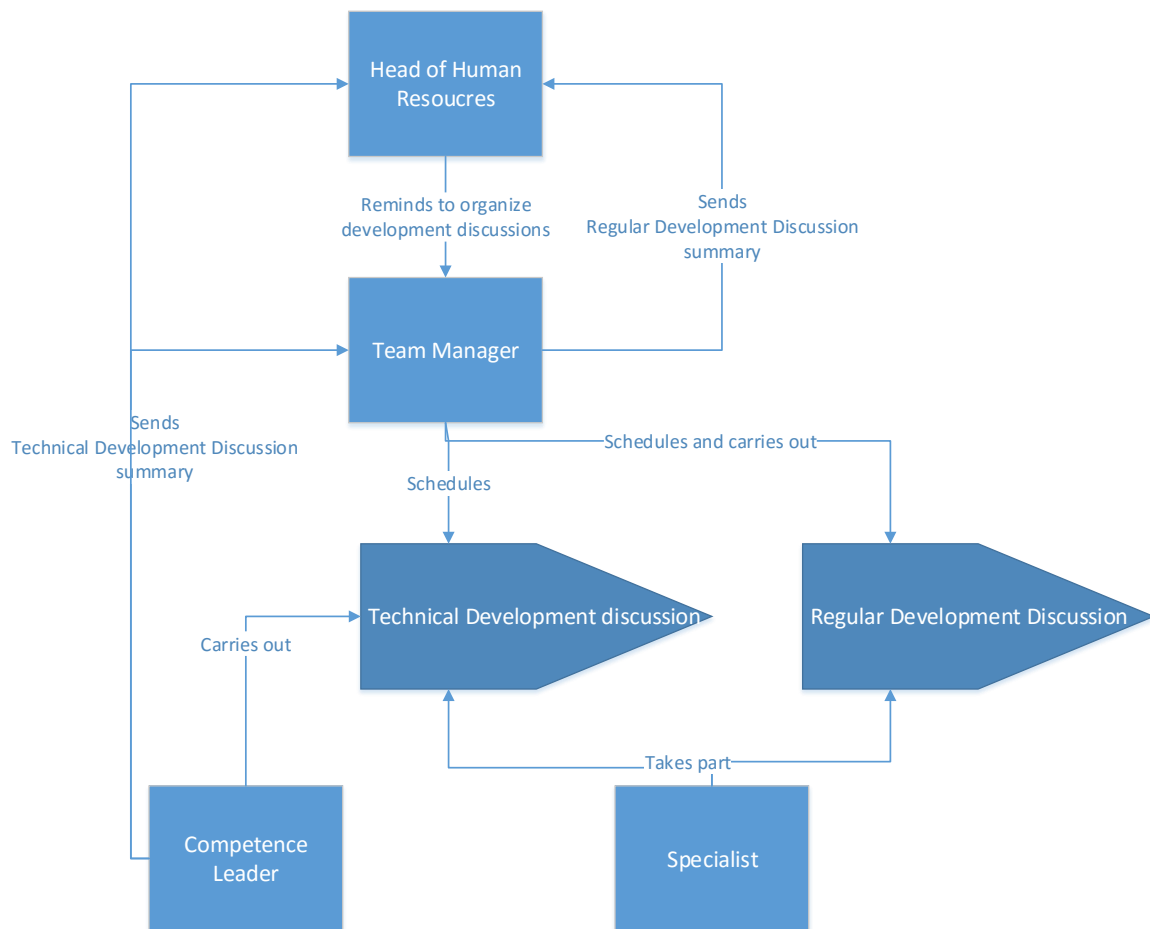 Head of Human
Resoucres
Reminds to organize
development discussions
Sends
Regular Development Discussion
summary
Team Manager
Sends
Technical Development Discussion
summary
Schedules and carries out
Schedules
Technical Development discussion
Regular Development Discussion
Carries out
Takes part
Competence
Leader
Specialist